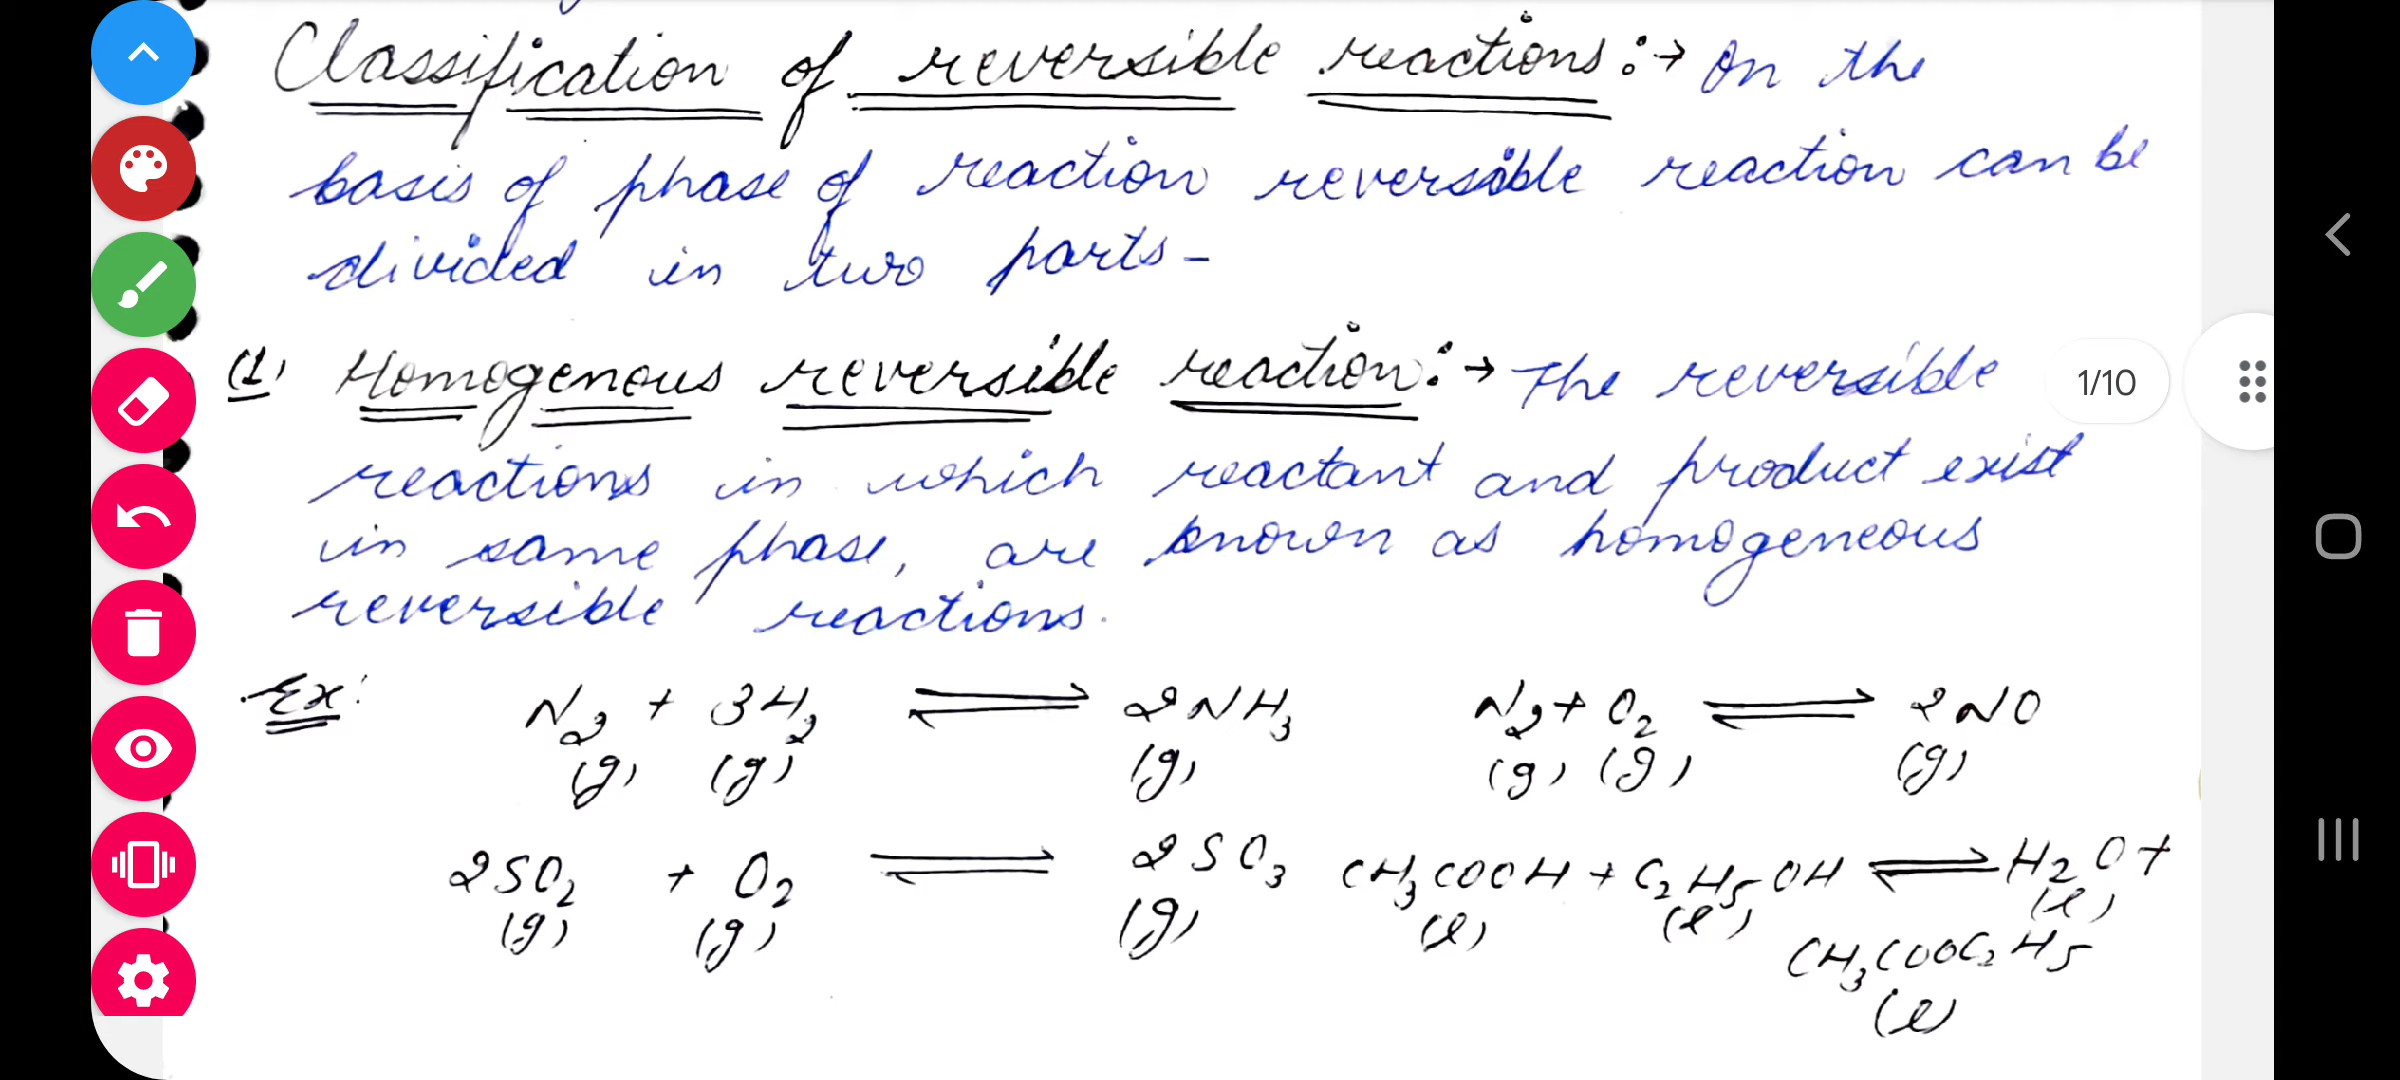 Classification of reversible reactions :→ On the
basis of phase of reaction reversible reaction can be
divided in two parts-
(1) Homogenous reversible reaction :→ The reversible
1/10
reactions in which reactant and product exist
in same phase, are known as homogeneous
reversible reactions.
Ex: N₂ + 3H₂ ⇌ 2NH₃ N₂ + O₂ ⇌ 2NO
(g) (g) (g) (g) (g) (g)
2SO₂ + O₂ ⇌ 2SO₃ CH₃COOH + C₂H₅OH ⇌ H₂O +
(g) (g) (g) (l) (l) (l)
CH₃COOC₂H₅
(l)